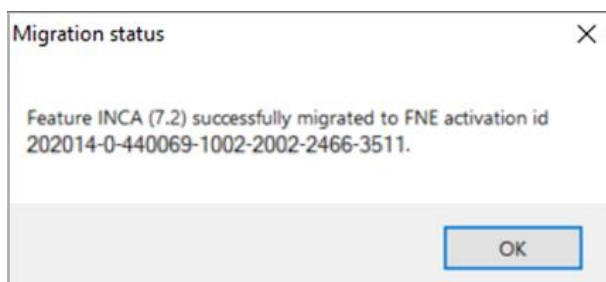 Migration status
Feature INCA (7.2) successfully migrated to FNE activation id
202014-0-440069-1002-2002-2466-3511.
OK